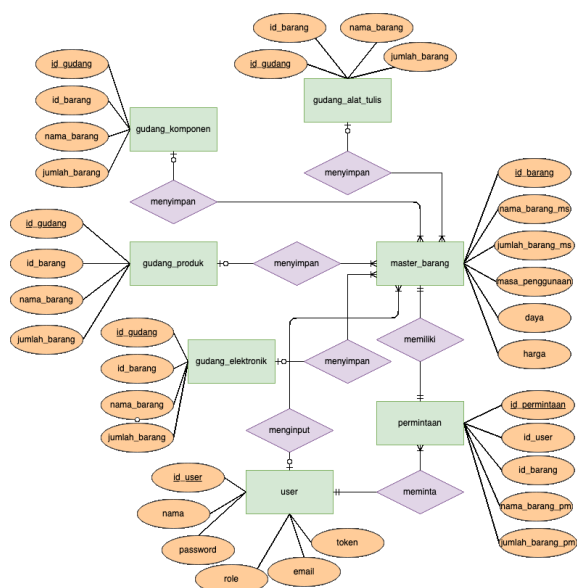 id_barang
nama_barang
id_gudang
jumlah_barang
gudang_alat_tulis
id_gudang
id_barang
nama_barang
jumlah_barang
gudang_komponen
menyimpan
menyimpan
id_gudang
id_barang
nama_barang
jumlah_barang
gudang_produk
menyimpan
master_barang
id_barang
nama_barang_ms
jumlah_barang_ms
masa_penggunaan
daya
harga
id_gudang
id_barang
nama_barang
jumlah_barang
gudang_elektronik
menyimpan
memiliki
menginput
permintaan
id_permintaan
id_user
id_barang
nama_barang_pm
jumlah_barang_pm
id_user
nama
password
role
email
token
user
meminta